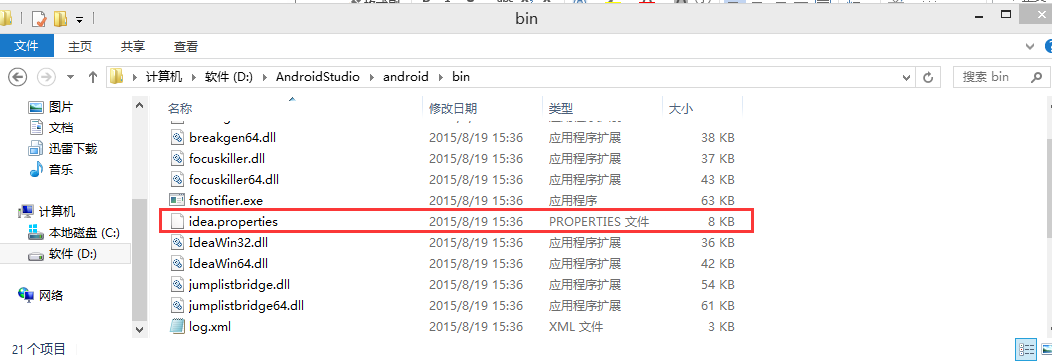 bin
文件 主页 共享 查看
计算机 软件 (D:) AndroidStudio android bin 搜索 bin
名称 修改日期 类型 大小
图片
文档
迅雷下载
音乐
计算机
本地磁盘 (C:)
软件 (D:)
网络
breakgen64.dll 2015/8/19 15:36 应用程序扩展 38 KB
focuskiller.dll 2015/8/19 15:36 应用程序扩展 37 KB
focuskiller64.dll 2015/8/19 15:36 应用程序扩展 43 KB
fsnotifier.exe 2015/8/19 15:36 应用程序 63 KB
idea.properties 2015/8/19 15:36 PROPERTIES 文件 8 KB
IdeaWin32.dll 2015/8/19 15:36 应用程序扩展 36 KB
IdeaWin64.dll 2015/8/19 15:36 应用程序扩展 42 KB
jumplistbridge.dll 2015/8/19 15:36 应用程序扩展 54 KB
jumplistbridge64.dll 2015/8/19 15:36 应用程序扩展 61 KB
log.xml 2015/8/19 15:36 XML 文件 3 KB
21 个项目